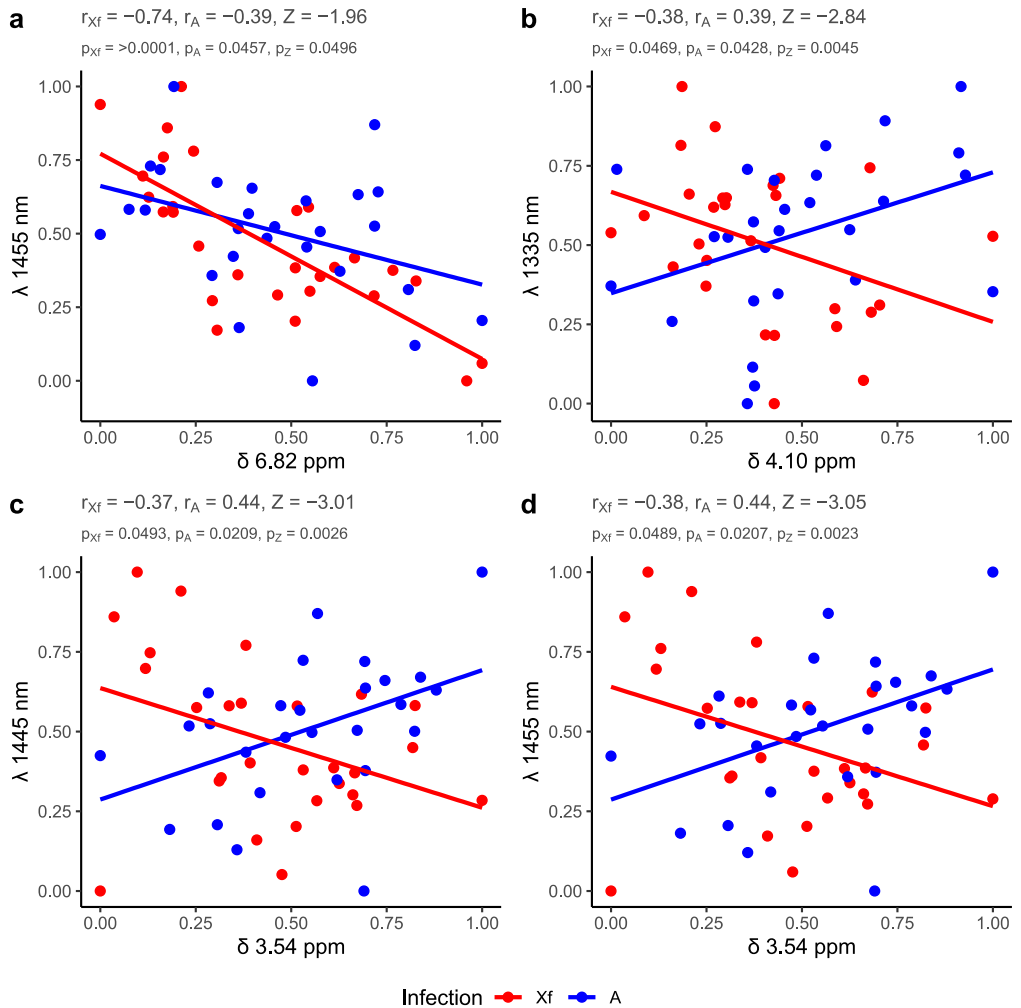 a
r_Xf = −0.74, r_A = −0.39, Z = −1.96
p_Xf = >0.0001, p_A = 0.0457, p_Z = 0.0496
λ 1455 nm
1.00
0.75
0.50
0.25
0.00
0.00 0.25 0.50 0.75 1.00
δ 6.82 ppm
b
r_Xf = −0.38, r_A = 0.39, Z = −2.84
p_Xf = 0.0469, p_A = 0.0428, p_Z = 0.0045
λ 1335 nm
1.00
0.75
0.50
0.25
0.00
0.00 0.25 0.50 0.75 1.00
δ 4.10 ppm
c
r_Xf = −0.37, r_A = 0.44, Z = −3.01
p_Xf = 0.0493, p_A = 0.0209, p_Z = 0.0026
λ 1445 nm
1.00
0.75
0.50
0.25
0.00
0.00 0.25 0.50 0.75 1.00
δ 3.54 ppm
d
r_Xf = −0.38, r_A = 0.44, Z = −3.05
p_Xf = 0.0489, p_A = 0.0207, p_Z = 0.0023
λ 1455 nm
1.00
0.75
0.50
0.25
0.00
0.00 0.25 0.50 0.75 1.00
δ 3.54 ppm
Infection Xf A